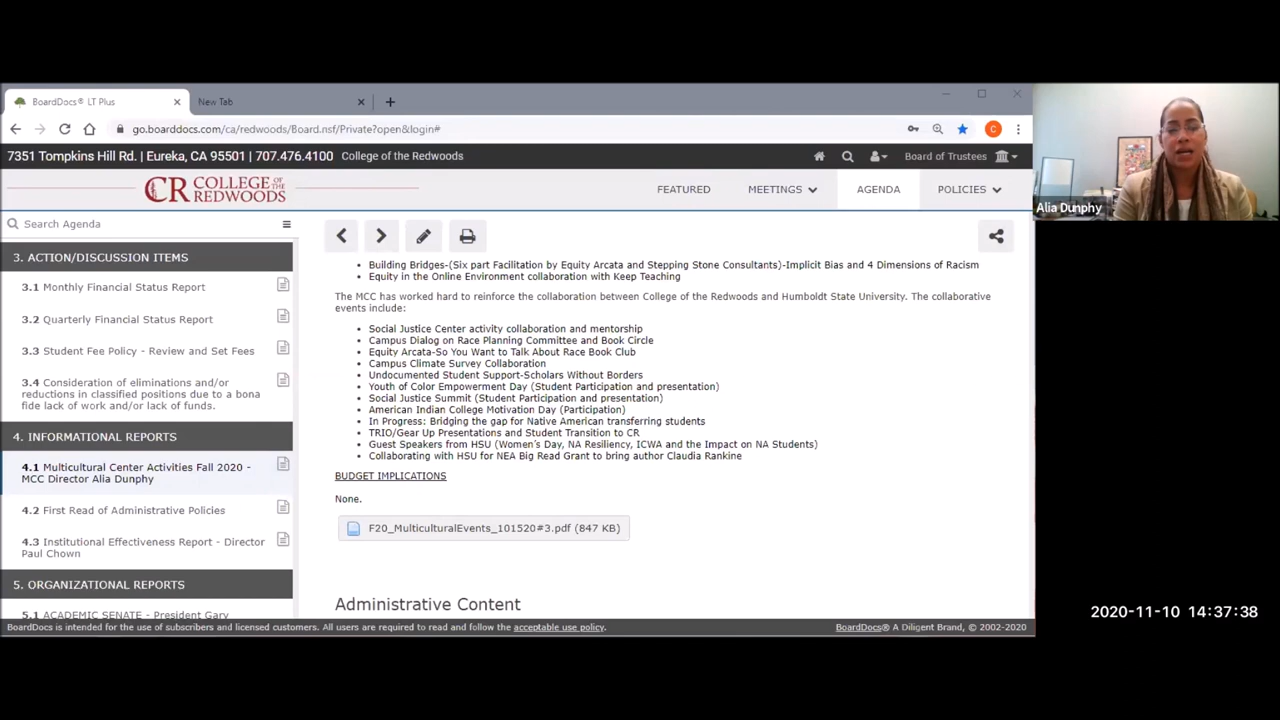 BoardDocs® LT Plus
New Tab
go.boarddocs.com/ca/redwoods/Board.nsf/Private?open&login#
C
7351 Tompkins Hill Rd. | Eureka, CA 95501 | 707.476.4100 College of the Redwoods
Board of Trustees
CR COLLEGE OF THE REDWOODS
FEATURED MEETINGS AGENDA POLICIES
Search Agenda
3. ACTION/DISCUSSION ITEMS
3.1 Monthly Financial Status Report
3.2 Quarterly Financial Status Report
3.3 Student Fee Policy - Review and Set Fees
3.4 Consideration of eliminations and/or
reductions in classified positions due to a bona
fide lack of work and/or lack of funds.
4. INFORMATIONAL REPORTS
4.1 Multicultural Center Activities Fall 2020 -
MCC Director Alia Dunphy
4.2 First Read of Administrative Policies
4.3 Institutional Effectiveness Report - Director
Paul Chown
5. ORGANIZATIONAL REPORTS
5.1 ACADEMIC SENATE - President Gary
• Building Bridges-(Six part Facilitation by Equity Arcata and Stepping Stone Consultants)-Implicit Bias and 4 Dimensions of Racism
• Equity in the Online Environment collaboration with Keep Teaching
The MCC has worked hard to reinforce the collaboration between College of the Redwoods and Humboldt State University. The collaborative
events include:
• Social Justice Center activity collaboration and mentorship
• Campus Dialog on Race Planning Committee and Book Circle
• Equity Arcata-So You Want to Talk About Race Book Club
• Campus Climate Survey Collaboration
• Undocumented Student Support-Scholars Without Borders
• Youth of Color Empowerment Day (Student Participation and presentation)
• Social Justice Summit (Student Participation and presentation)
• American Indian College Motivation Day (Participation)
• In Progress: Bridging the gap for Native American transferring students
• TRIO/Gear Up Presentations and Student Transition to CR
• Guest Speakers from HSU (Women's Day, NA Resiliency, ICWA and the Impact on NA Students)
• Collaborating with HSU for NEA Big Read Grant to bring author Claudia Rankine
BUDGET IMPLICATIONS
None.
F20_MulticulturalEvents_101520#3.pdf (847 KB)
Administrative Content
BoardDocs is intended for the use of subscribers and licensed customers. All users are required to read and follow the acceptable use policy.
BoardDocs® A Diligent Brand, © 2002-2020
Alia Dunphy
2020-11-10 14:37:38